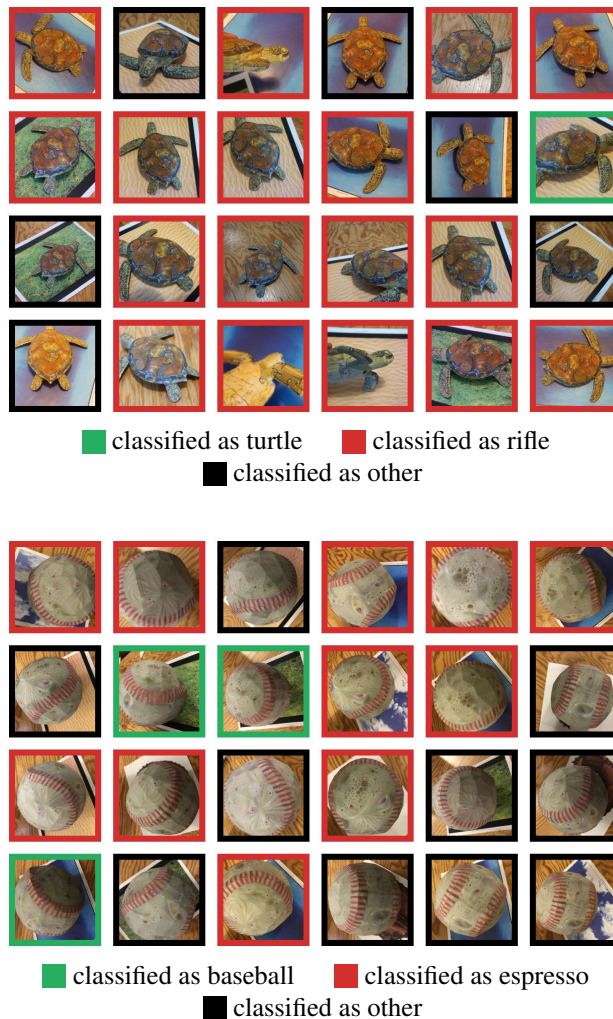 classified as turtle classified as rifle
classified as other
classified as baseball classified as espresso
classified as other